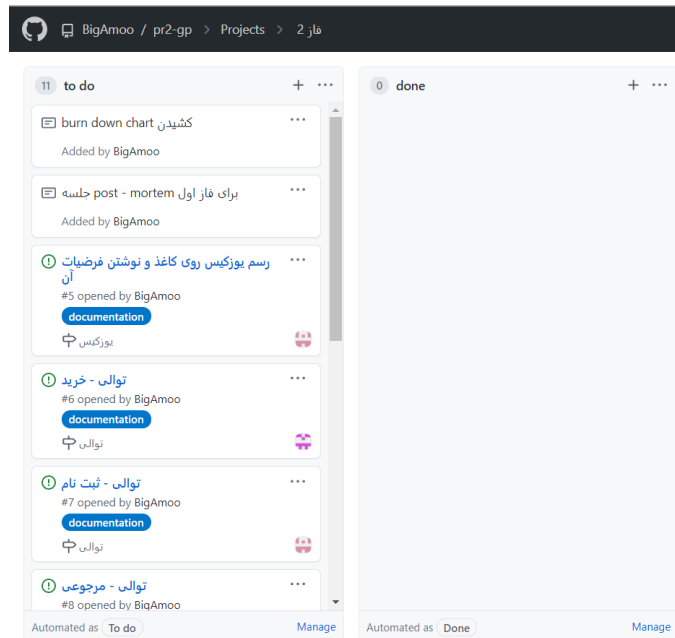 BigAmoo / pr2-gp > Projects > فاز 2
11 to do
کشیدن burn down chart
Added by BigAmoo
جلسه post - mortem برای فاز اول
Added by BigAmoo
رسم یوزکیس روی کاغذ و نوشتن فرضیات
آن
#5 opened by BigAmoo
documentation
یوزکیس
توالی - خرید
#6 opened by BigAmoo
documentation
توالی
توالی - ثبت نام
#7 opened by BigAmoo
documentation
توالی
توالی - مرجوعی
#8 opened by BigAmoo
Automated as To do Manage
0 done
Automated as Done Manage